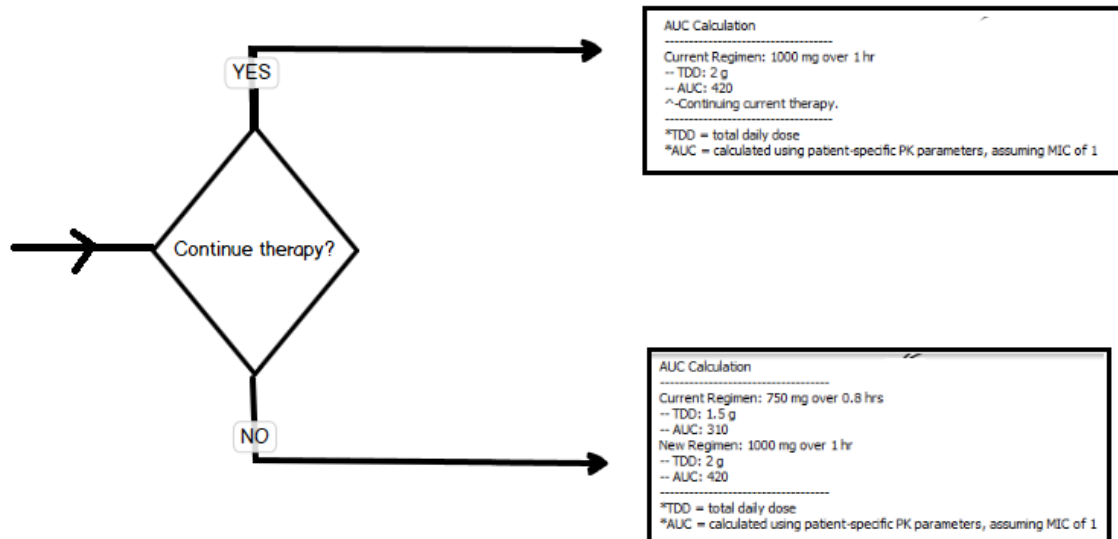 YES
Continue therapy?
NO
AUC Calculation
-----------------------------------
Current Regimen: 1000 mg over 1 hr
-- TDD: 2 g
-- AUC: 420
^-Continuing current therapy.
-----------------------------------
*TDD = total daily dose
*AUC = calculated using patient-specific PK parameters, assuming MIC of 1
AUC Calculation
-----------------------------------
Current Regimen: 750 mg over 0.8 hrs
-- TDD: 1.5 g
-- AUC: 310
New Regimen: 1000 mg over 1 hr
-- TDD: 2 g
-- AUC: 420
-----------------------------------
*TDD = total daily dose
*AUC = calculated using patient-specific PK parameters, assuming MIC of 1